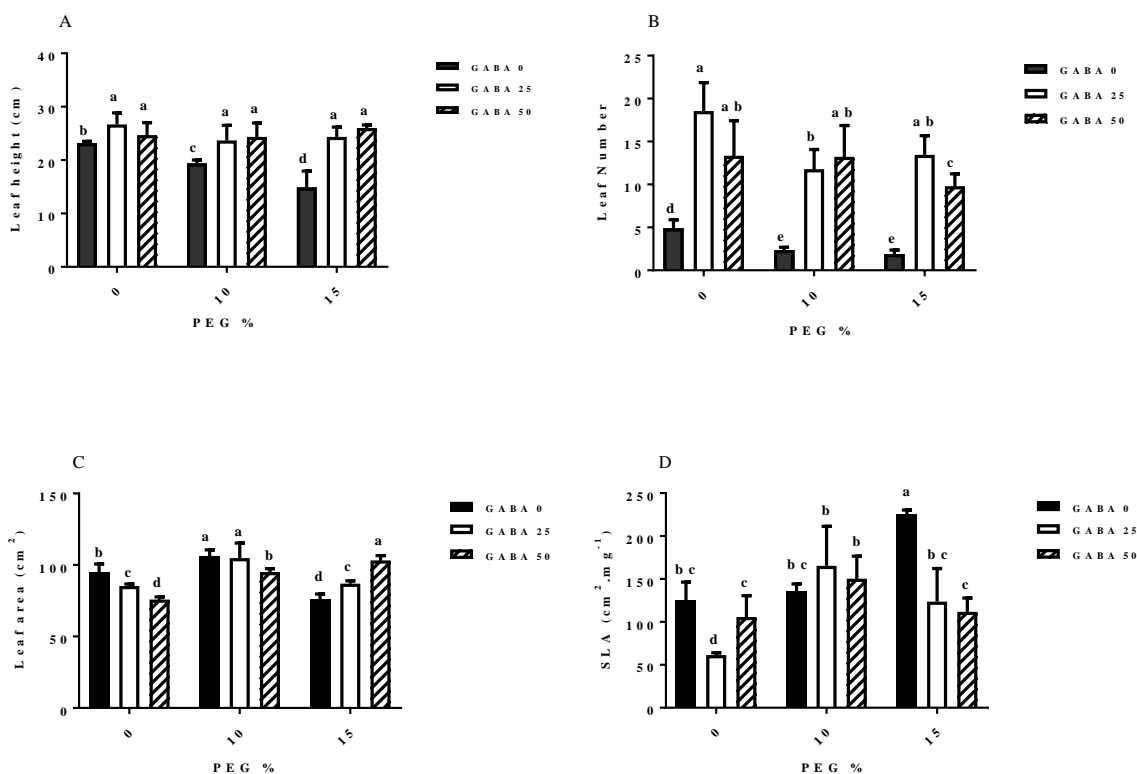 A
Leaf height (cm)
40
30
20
10
0
b
a
a
c
a
a
d
a
a
0
10
15
PEG %
GABA 0
GABA 25
GABA 50
B
Leaf Number
25
20
15
10
5
0
d
a
ab
e
b
ab
e
ab
c
0
10
15
PEG %
GABA 0
GABA 25
GABA 50
C
Leaf area (cm²)
150
100
50
0
b
c
d
a
a
b
d
c
a
0
10
15
PEG %
GABA 0
GABA 25
GABA 50
D
SLA (cm².mg⁻¹)
250
200
150
100
50
0
bc
d
c
bc
b
b
a
bc
c
0
10
15
PEG %
GABA 0
GABA 25
GABA 50